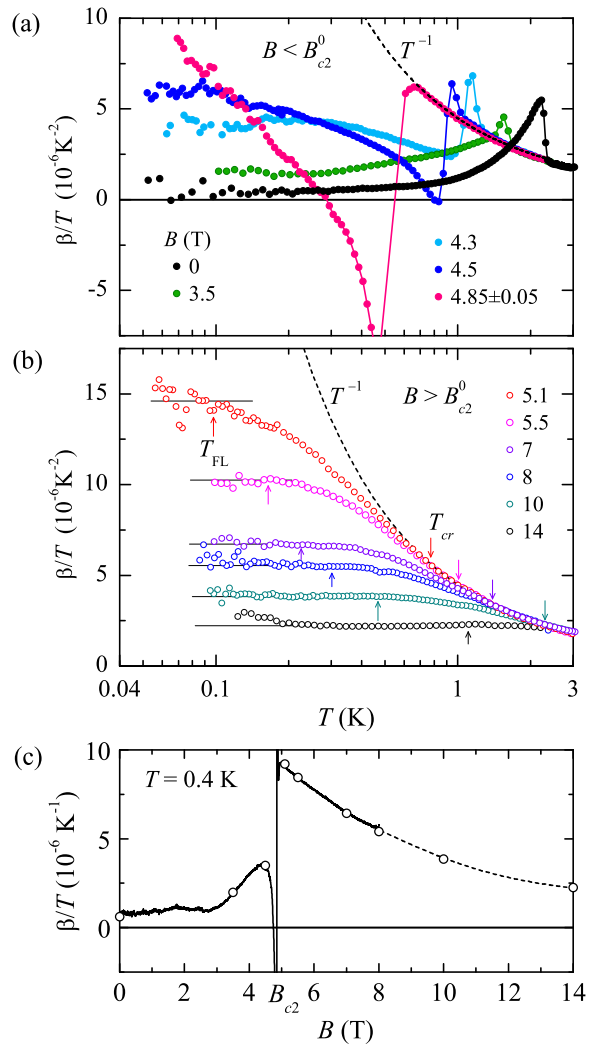 (a)
B < B⁰c2
T⁻¹
10
5
0
-5
β/T (10⁻⁶K⁻²)
B (T)
0
3.5
4.3
4.5
4.85±0.05
(b)
T⁻¹
B > B⁰c2
15
10
5
0
β/T (10⁻⁶K⁻²)
T_FL
T_cr
5.1
5.5
7
8
10
14
0.04
0.1
1
3
T (K)
(c)
T = 0.4 K
10
5
0
β/T (10⁻⁶ K⁻¹)
0 4 B_c2 6 8 10 12 14
2
B (T)